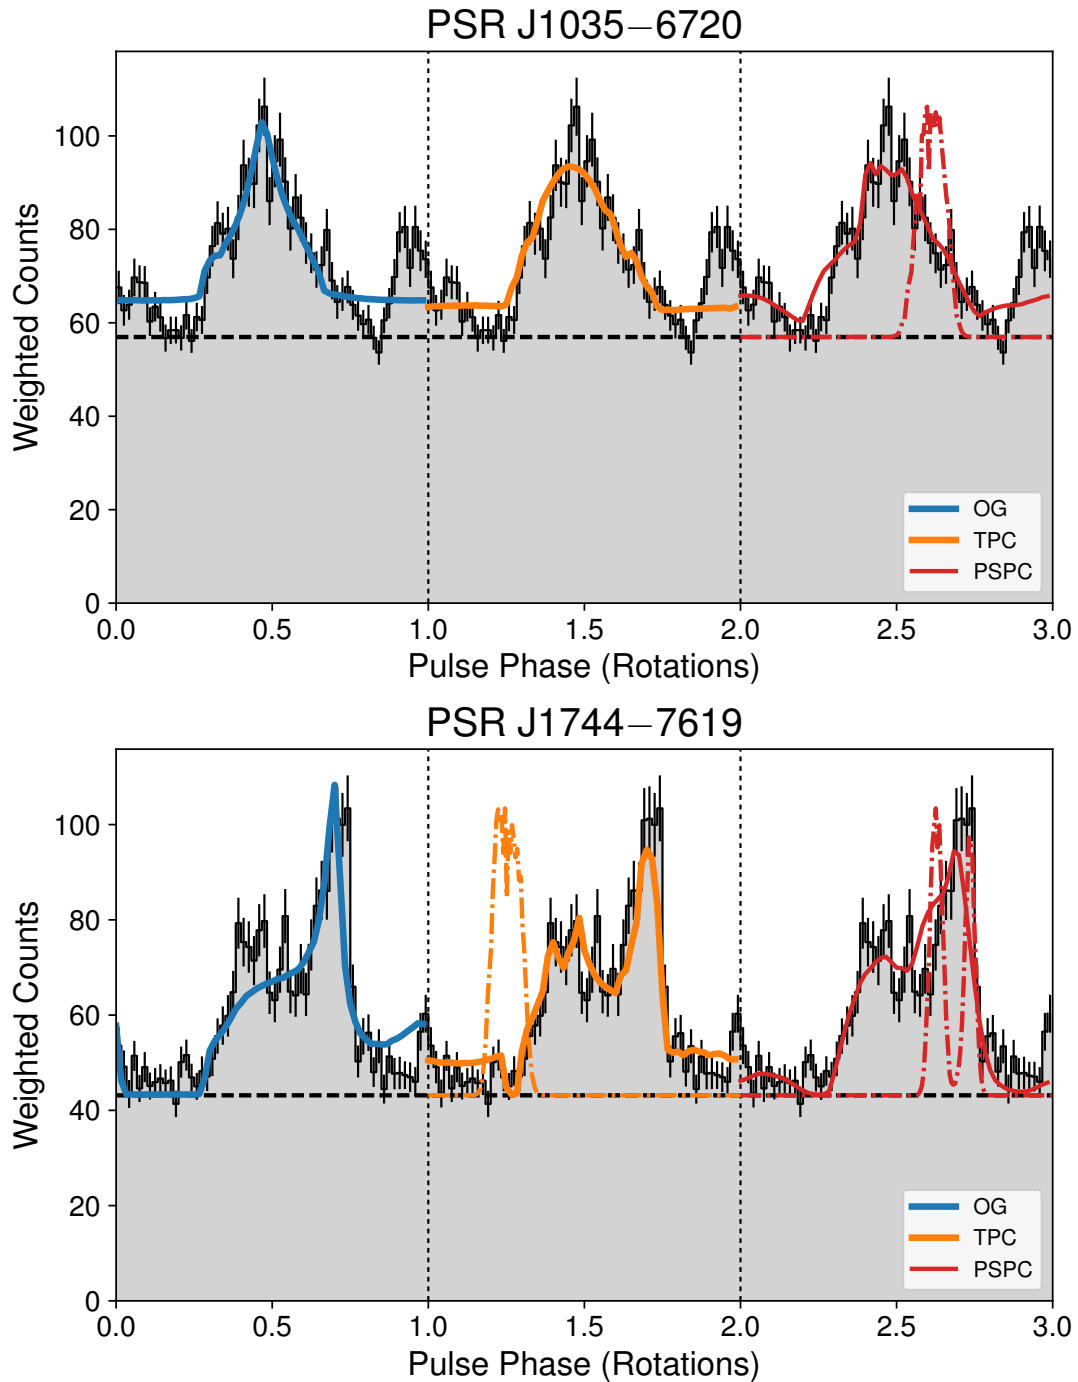 PSR J1035−6720
Weighted Counts
100
80
60
40
20
0
OG
TPC
PSPC
0.0 0.5 1.0 1.5 2.0 2.5 3.0
Pulse Phase (Rotations)
PSR J1744−7619
Weighted Counts
100
80
60
40
20
0
OG
TPC
PSPC
0.0 0.5 1.0 1.5 2.0 2.5 3.0
Pulse Phase (Rotations)